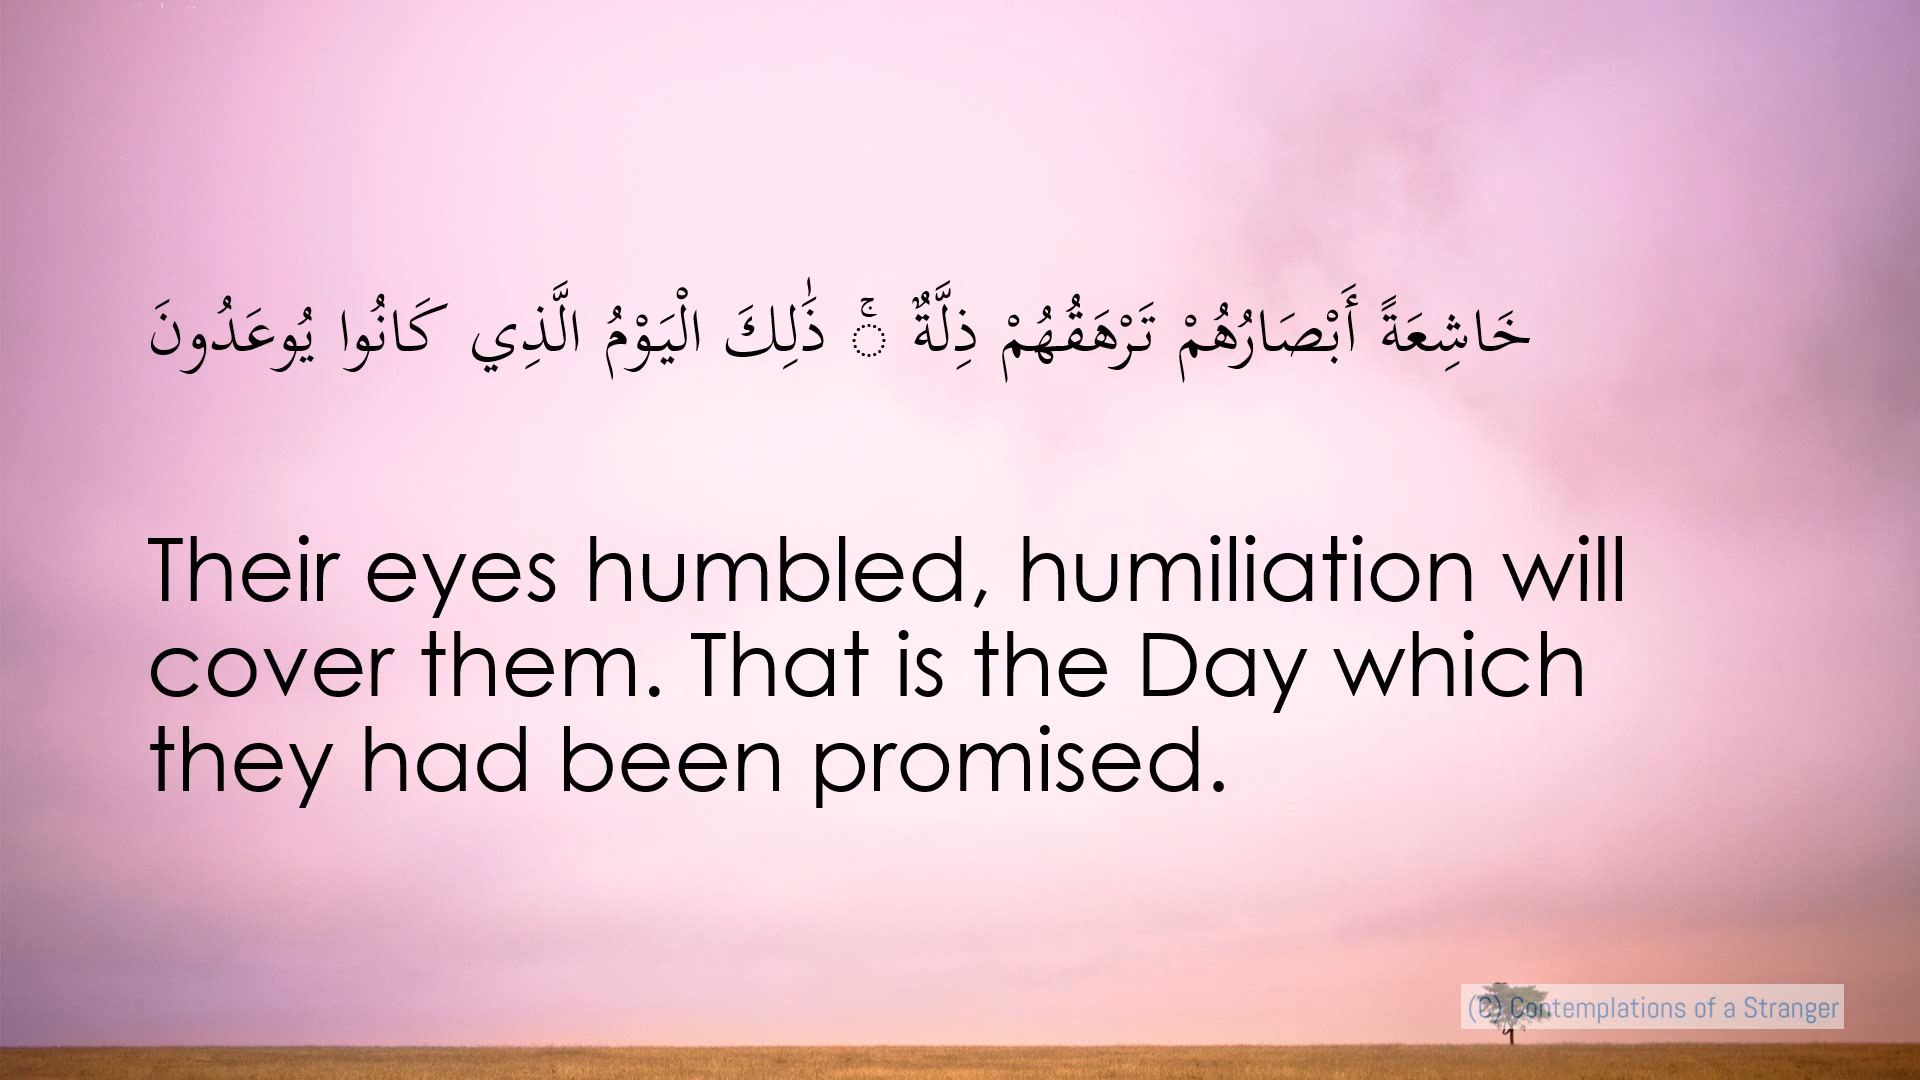 خَاشِعَةً أَبْصَارُهُمْ تَرْهَقُهُمْ ذِلَّةٌ ۚ ذَٰلِكَ الْيَوْمُ الَّذِي كَانُوا يُوعَدُونَ
Their eyes humbled, humiliation will
cover them. That is the Day which
they had been promised.
(C) Contemplations of a Stranger